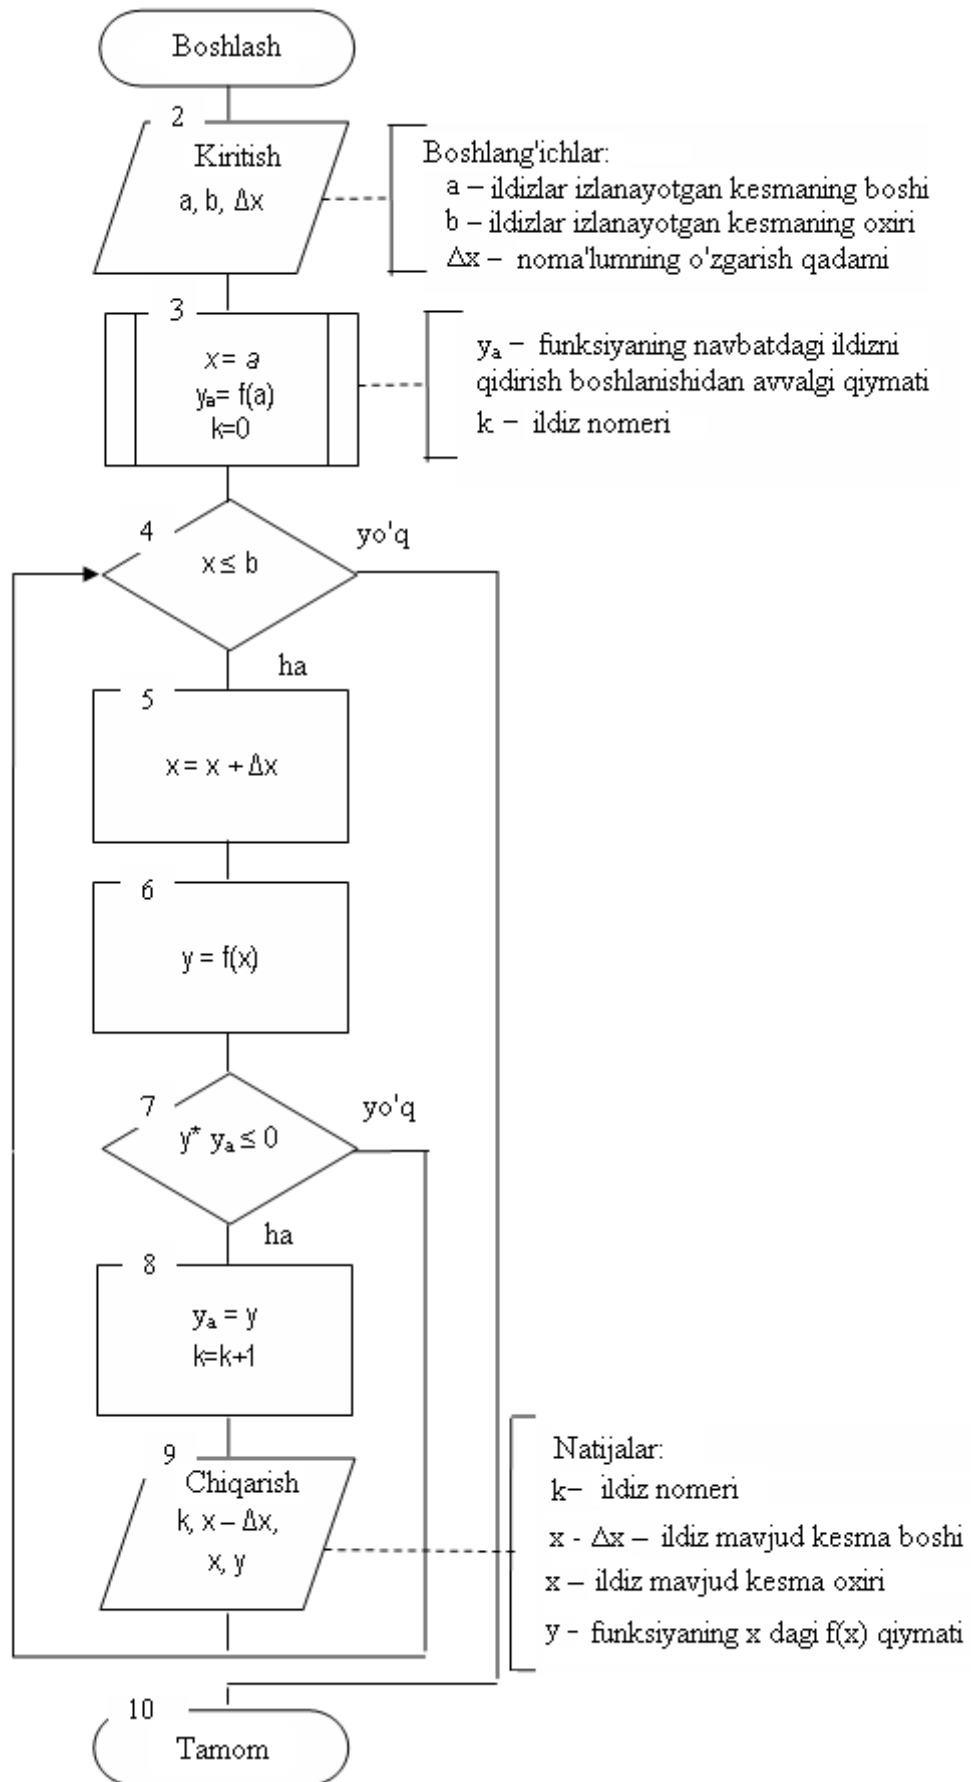 Boshlash
2
Kiritish
a, b, Δx
Boshlang'ichlar:
a – ildizlar izlanayotgan kesmaning boshi
b – ildizlar izlanayotgan kesmaning oxiri
Δx – noma'lumning o'zgarish qadami
3
x = a
yₐ= f(a)
k=0
yₐ – funksiyaning navbatdagi ildizni
qidirish boshlanishidan avvalgi qiymati
k – ildiz nomeri
4
x ≤ b
yo'q
ha
5
x = x + Δx
6
y = f(x)
7
y* yₐ ≤ 0
yo'q
ha
8
yₐ = y
k=k+1
9
Chiqarish
k, x – Δx,
x, y
Natijalar:
k– ildiz nomeri
x - Δx – ildiz mavjud kesma boshi
x – ildiz mavjud kesma oxiri
y - funksiyaning x dagi f(x) qiymati
10
Tamom